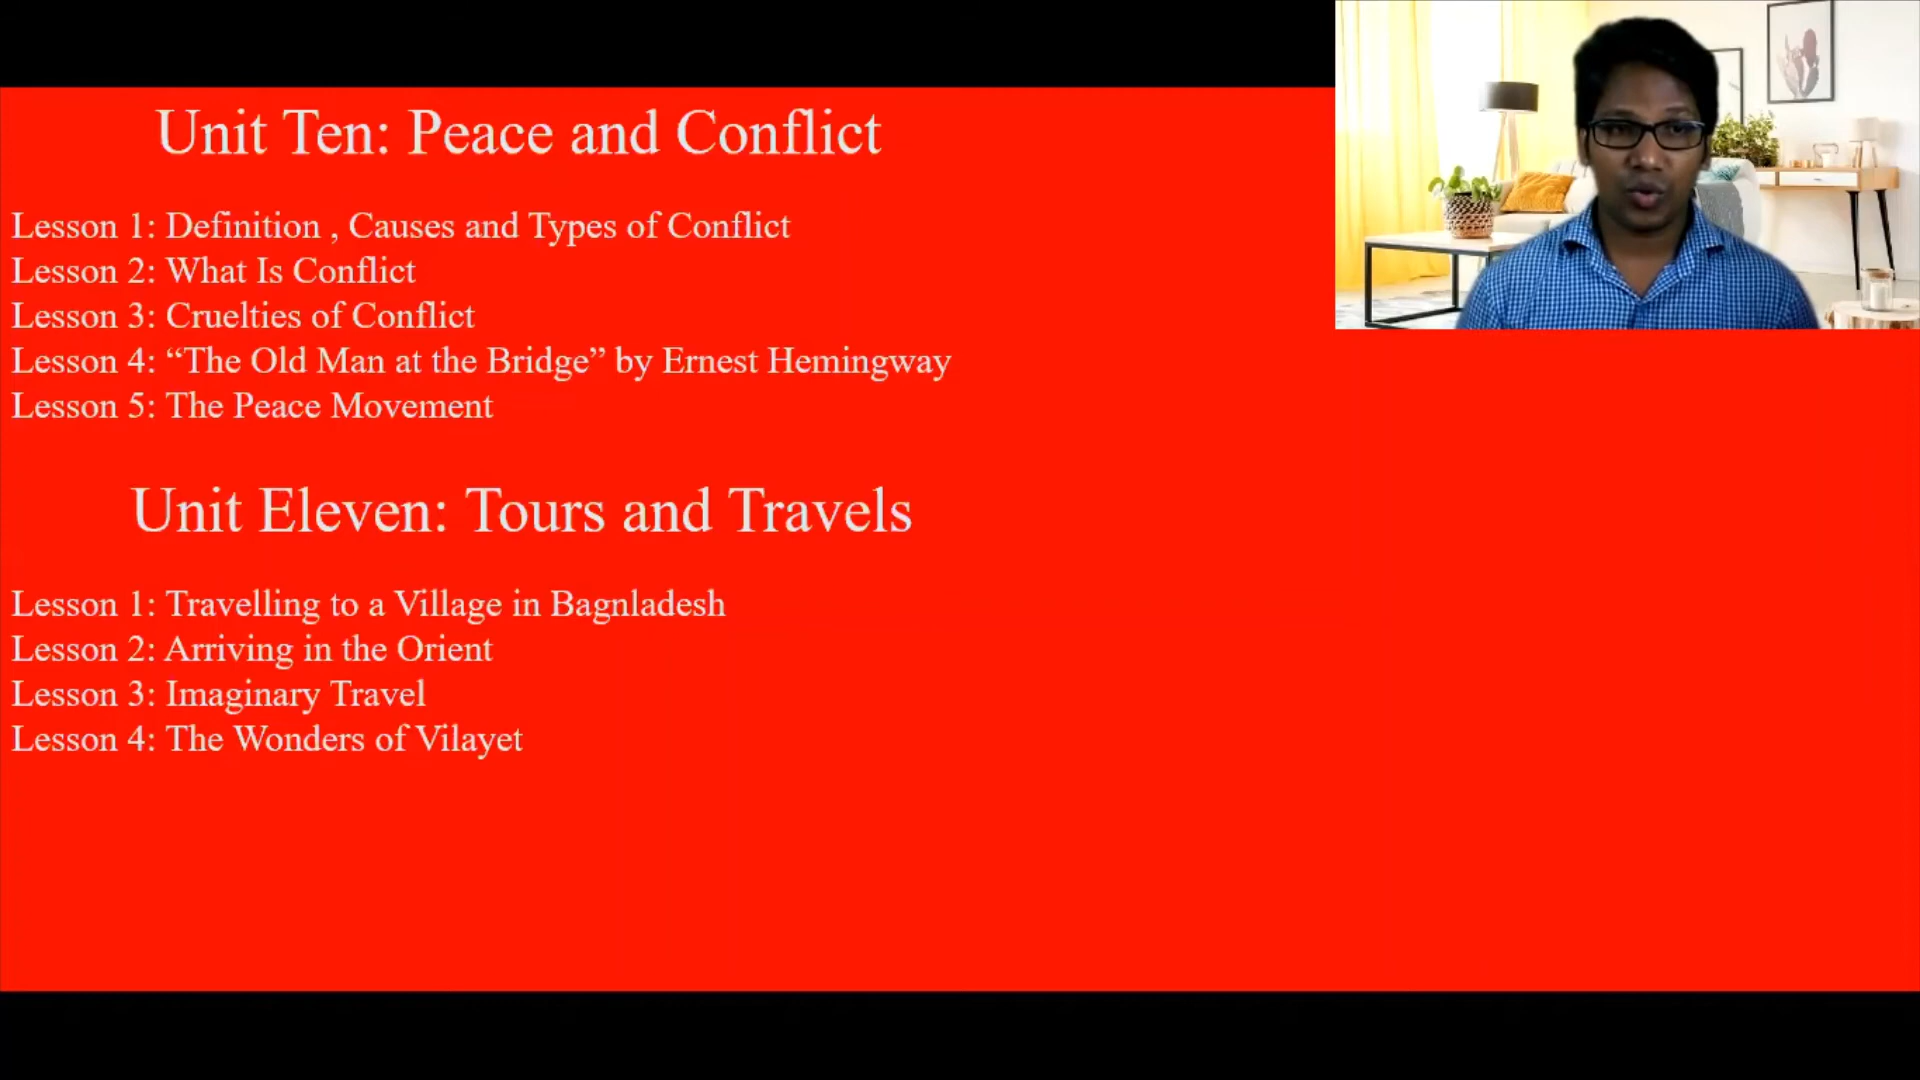 Unit Ten: Peace and Conflict
Lesson 1: Definition , Causes and Types of Conflict
Lesson 2: What Is Conflict
Lesson 3: Cruelties of Conflict
Lesson 4: “The Old Man at the Bridge” by Ernest Hemingway
Lesson 5: The Peace Movement
Unit Eleven: Tours and Travels
Lesson 1: Travelling to a Village in Bagnladesh
Lesson 2: Arriving in the Orient
Lesson 3: Imaginary Travel
Lesson 4: The Wonders of Vilayet